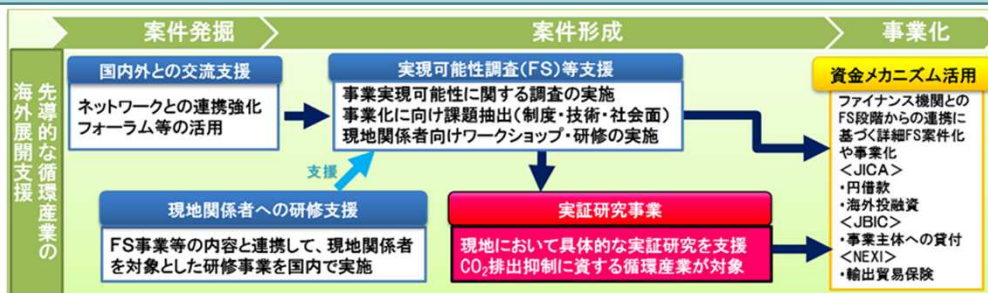 案件発掘
案件形成
事業化
先導的な循環産業の
海外展開支援
国内外との交流支援
ネットワークとの連携強化
フォーラム等の活用
実現可能性調査(FS)等支援
事業実現可能性に関する調査の実施
事業化に向け課題抽出(制度・技術・社会面)
現地関係者向けワークショップ・研修の実施
支援
現地関係者への研修支援
FS事業等の内容と連携して、現地関係者
を対象とした研修事業を国内で実施
実証研究事業
現地において具体的な実証研究を支援
CO₂排出抑制に資する循環産業が対象
資金メカニズム活用
ファイナンス機関との
FS段階からの連携に
基づく詳細FS案件化
や事業化
<JICA>
・円借款
・海外投融資
<JBIC>
・事業主体への貸付
<NEXI>
・輸出貿易保険